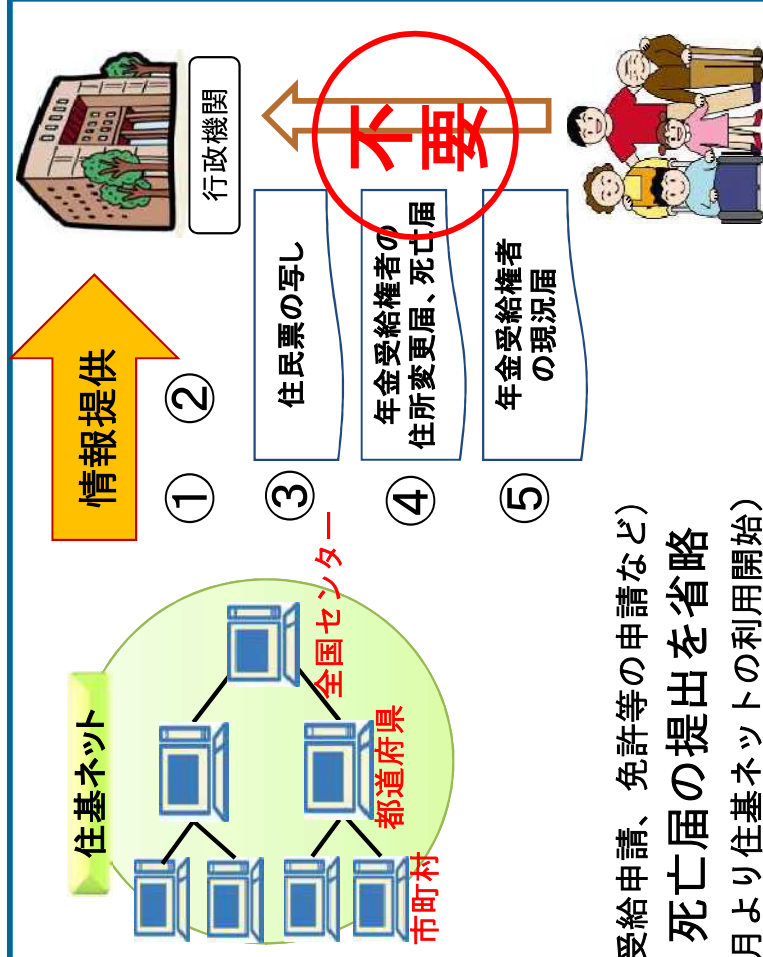 住基ネット
市町村
都道府県
全国センター
情報提供
行政機関
①
②
③
住民票の写し
④
年金受給権者の
住所変更届、死亡届
⑤
年金受給権者
の現況届
不
要
受給申請、免許等の申請など）
死亡届の提出を省略
月より住基ネットの利用開始）